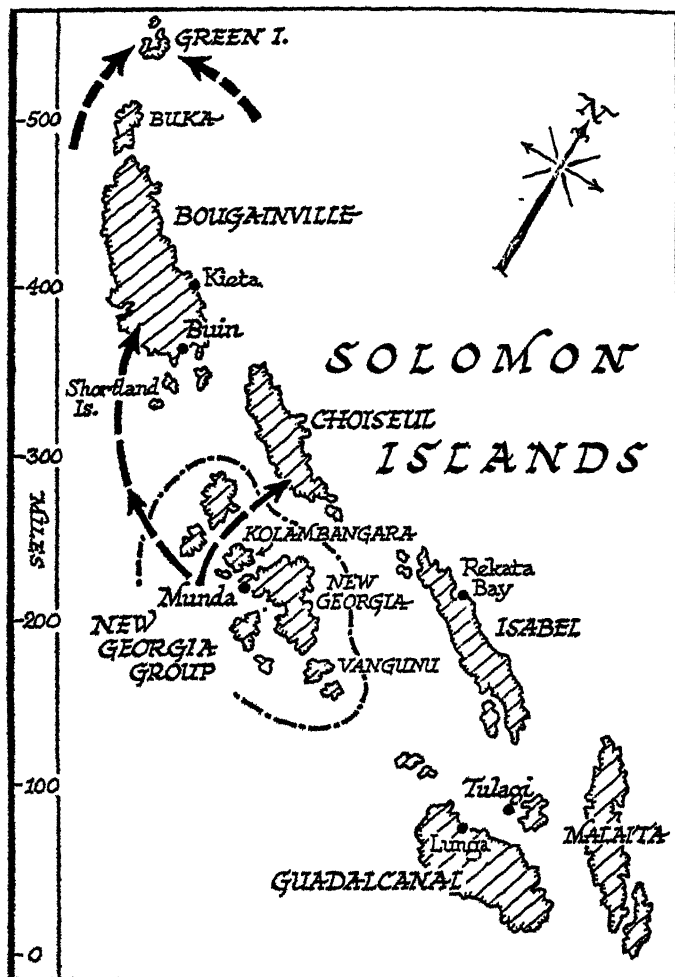 GREEN I.
500
BUKA
N
BOUGAINVILLE
Kieta
400
Buin
SOLOMON
Shortland
Is.
CHOISEUL
ISLANDS
300
MILES
KOLAMBANGARA
Munda
NEW
GEORGIA
Rekata
Bay
200
NEW
GEORGIA
GROUP
ISABEL
VANGUNU
100
Tulagi
Lunga
MALAITA
GUADALCANAL
0